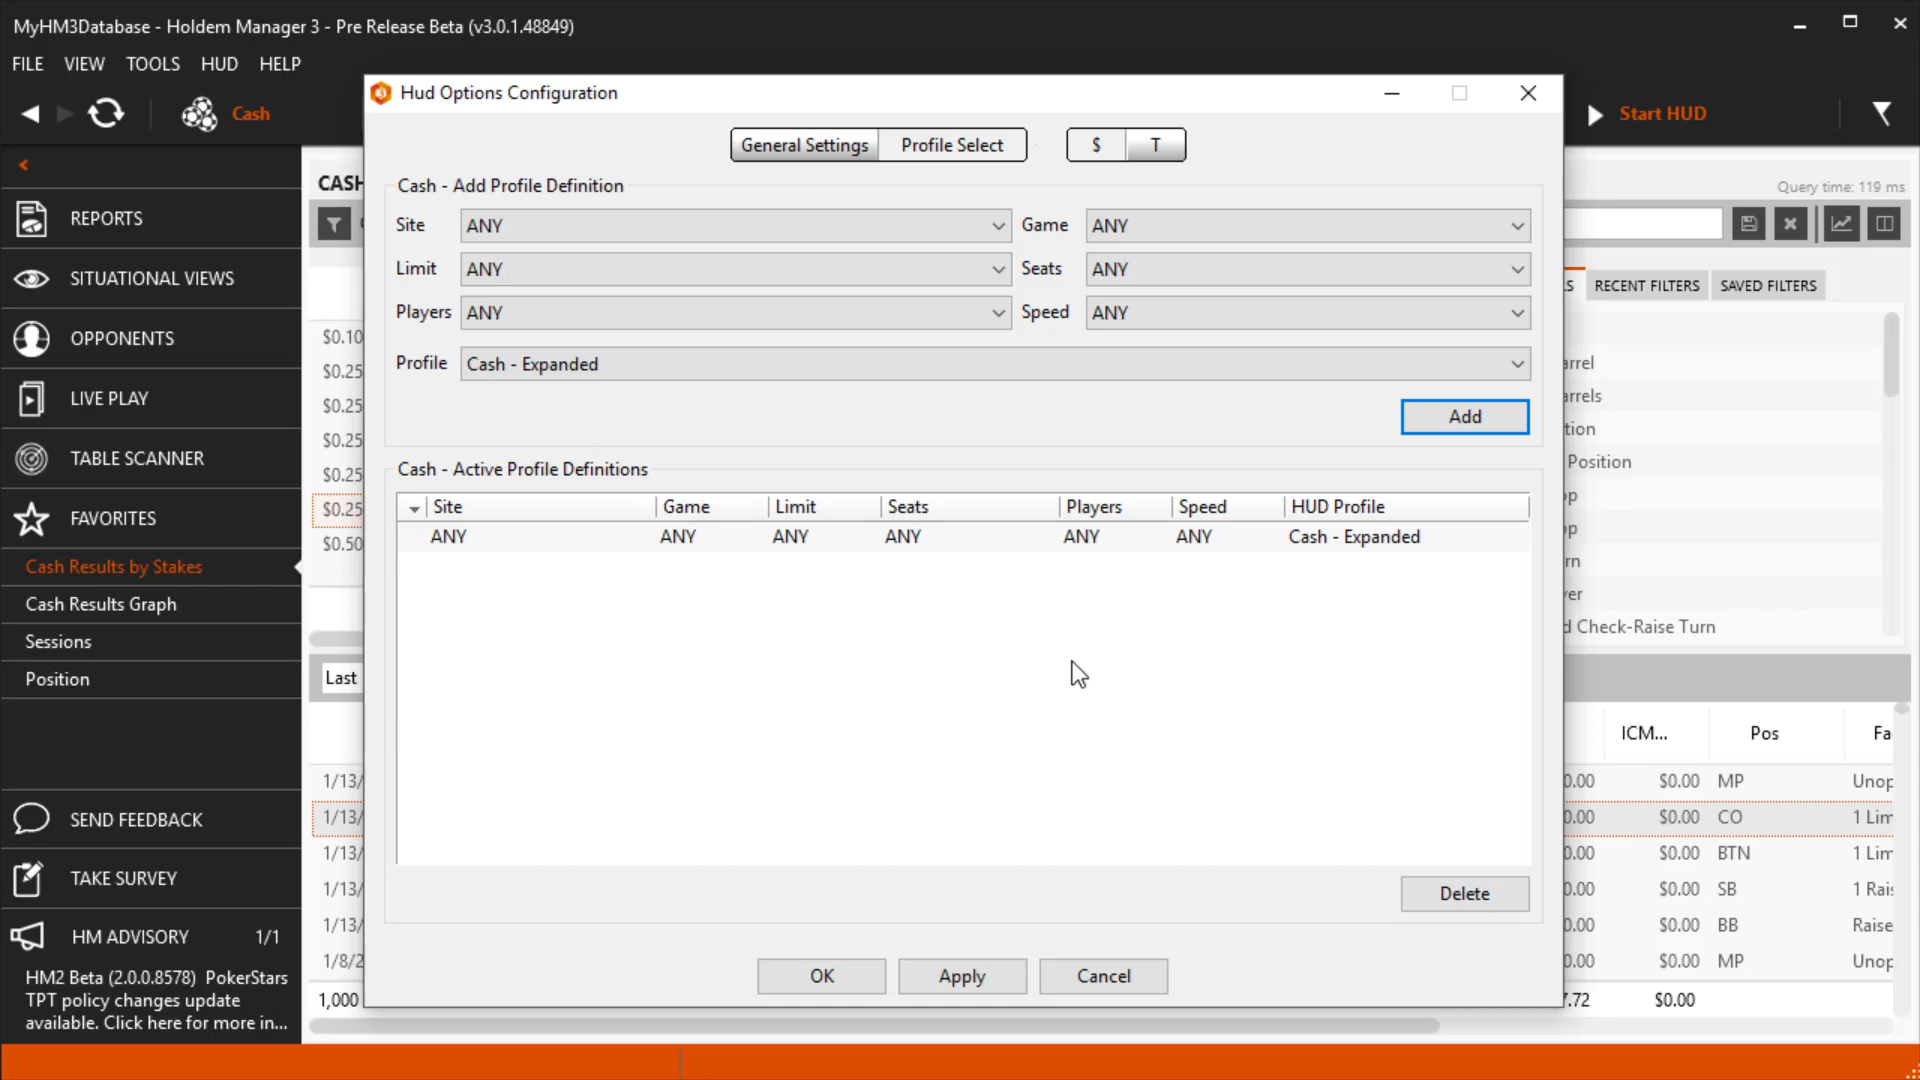 MyHM3Database - Holdem Manager 3 - Pre Release Beta (v3.0.1.48849)
FILE VIEW TOOLS HUD HELP
Cash
Start HUD
Hud Options Configuration
General Settings Profile Select $ T
Cash - Add Profile Definition
Site ANY Game ANY
Limit ANY Seats ANY
Players ANY Speed ANY
Profile Cash - Expanded
Add
Cash - Active Profile Definitions
Site Game Limit Seats Players Speed HUD Profile
ANY ANY ANY ANY ANY ANY Cash - Expanded
Delete
OK Apply Cancel
REPORTS
SITUATIONAL VIEWS
OPPONENTS
LIVE PLAY
TABLE SCANNER
FAVORITES
Cash Results by Stakes
Cash Results Graph
Sessions
Position
SEND FEEDBACK
TAKE SURVEY
HM ADVISORY 1/1
HM2 Beta (2.0.0.8578) PokerStars
TPT policy changes update
available. Click here for more in...
CASH
$0.10
$0.25
$0.25
$0.25
$0.25
$0.25
$0.50
Last
1/13/
1/13/
1/13/
1/13/
1/13/
1/8/2
1,000
Query time: 119 ms
RECENT FILTERS SAVED FILTERS
arrel
arrels
tion
Position
op
op
rn
er
d Check-Raise Turn
ICM... Pos Fa
0.00 $0.00 MP Unop
0.00 $0.00 CO 1 Lim
0.00 $0.00 BTN 1 Lim
0.00 $0.00 SB 1 Rais
0.00 $0.00 BB Raise
0.00 $0.00 MP Unop
7.72 $0.00